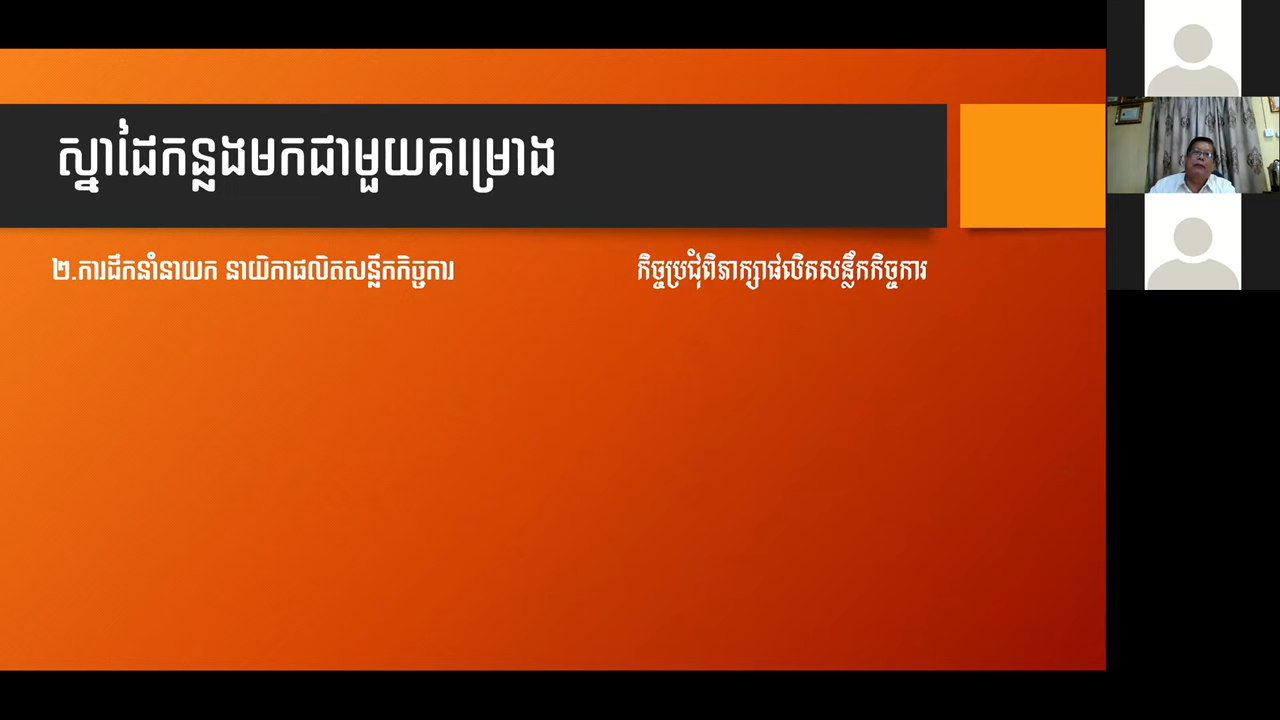 ស្នាដៃកន្លងមកជាមួយគម្រោង
២.ការដឹកនាំនាយក នាយិកាផលិតសន្លឹកកិច្ចការ
កិច្ចប្រជុំពិភាក្សាផលិតសន្លឹកកិច្ចការ